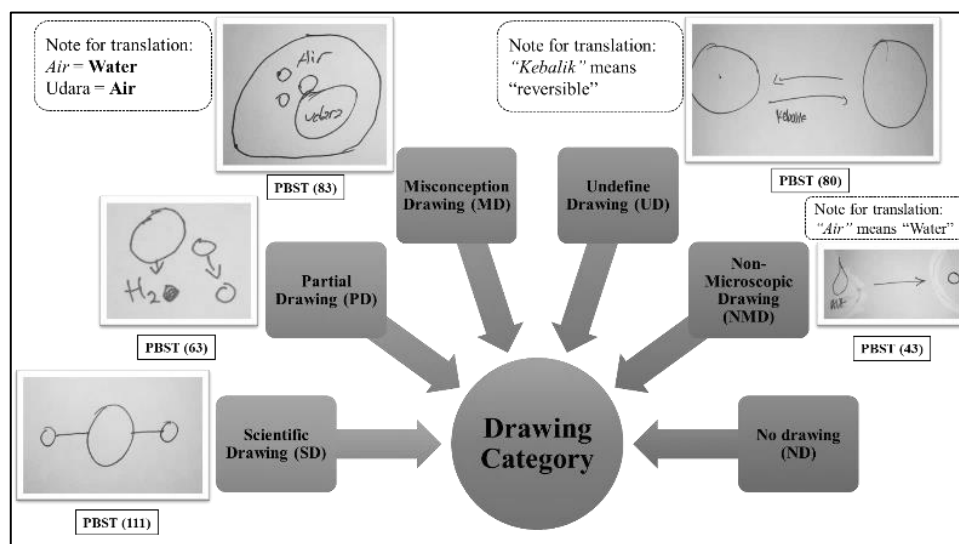 Note for translation:
Air = Water
Udara = Air
Air
Udara
PBST (83)
Note for translation:
"Kebalik" means
"reversible"
Kebalik
PBST (80)
Misconception
Drawing (MD)
Undefine
Drawing (UD)
Note for translation:
"Air" means "Water"
Air
PBST (43)
H2
PBST (63)
Partial
Drawing (PD)
Non-
Microscopic
Drawing
(NMD)
PBST (111)
Scientific
Drawing (SD)
Drawing
Category
No drawing
(ND)